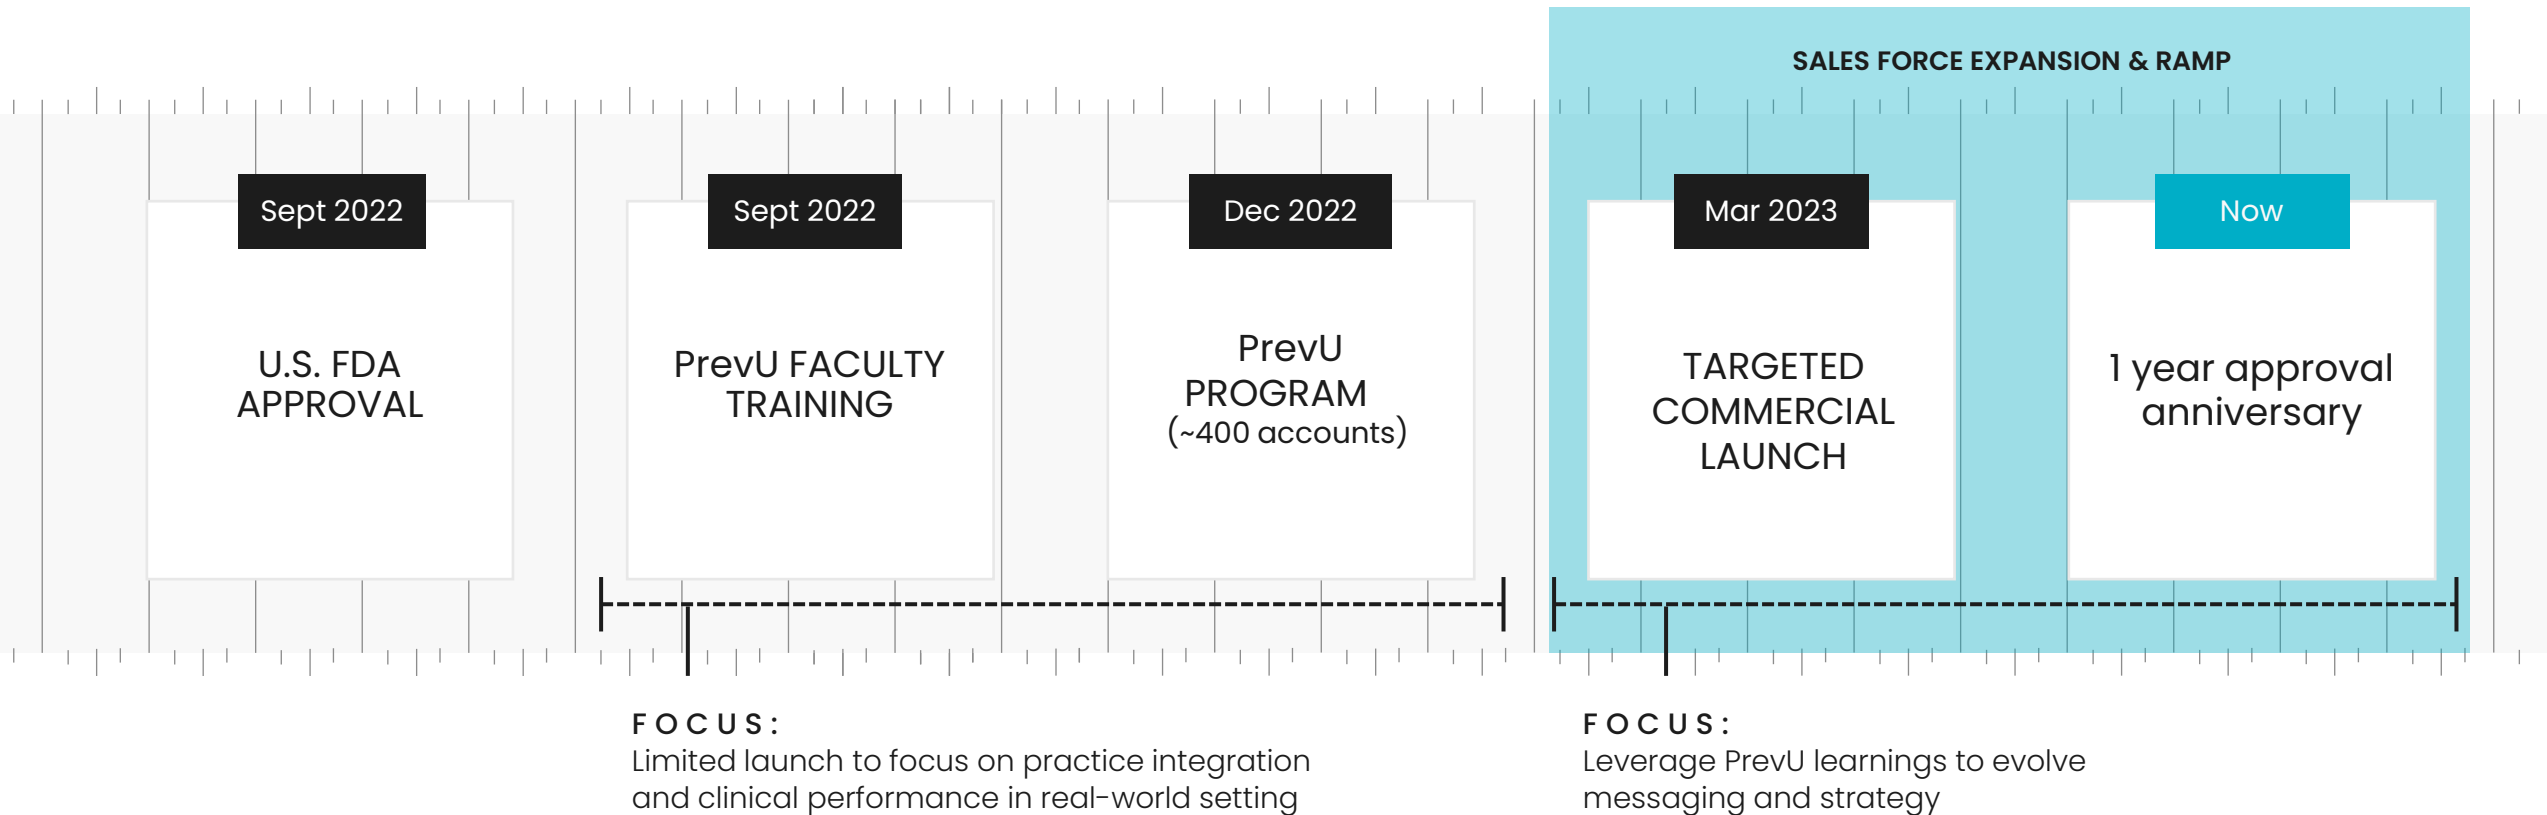 SALES FORCE EXPANSION & RAMP
Sept 2022
U.S. FDA
APPROVAL
Sept 2022
PrevU FACULTY
TRAINING
Dec 2022
PrevU
PROGRAM
(~400 accounts)
Mar 2023
TARGETED
COMMERCIAL
LAUNCH
Now
1 year approval
anniversary
FOCUS:
Limited launch to focus on practice integration
and clinical performance in real-world setting
FOCUS:
Leverage PrevU learnings to evolve
messaging and strategy